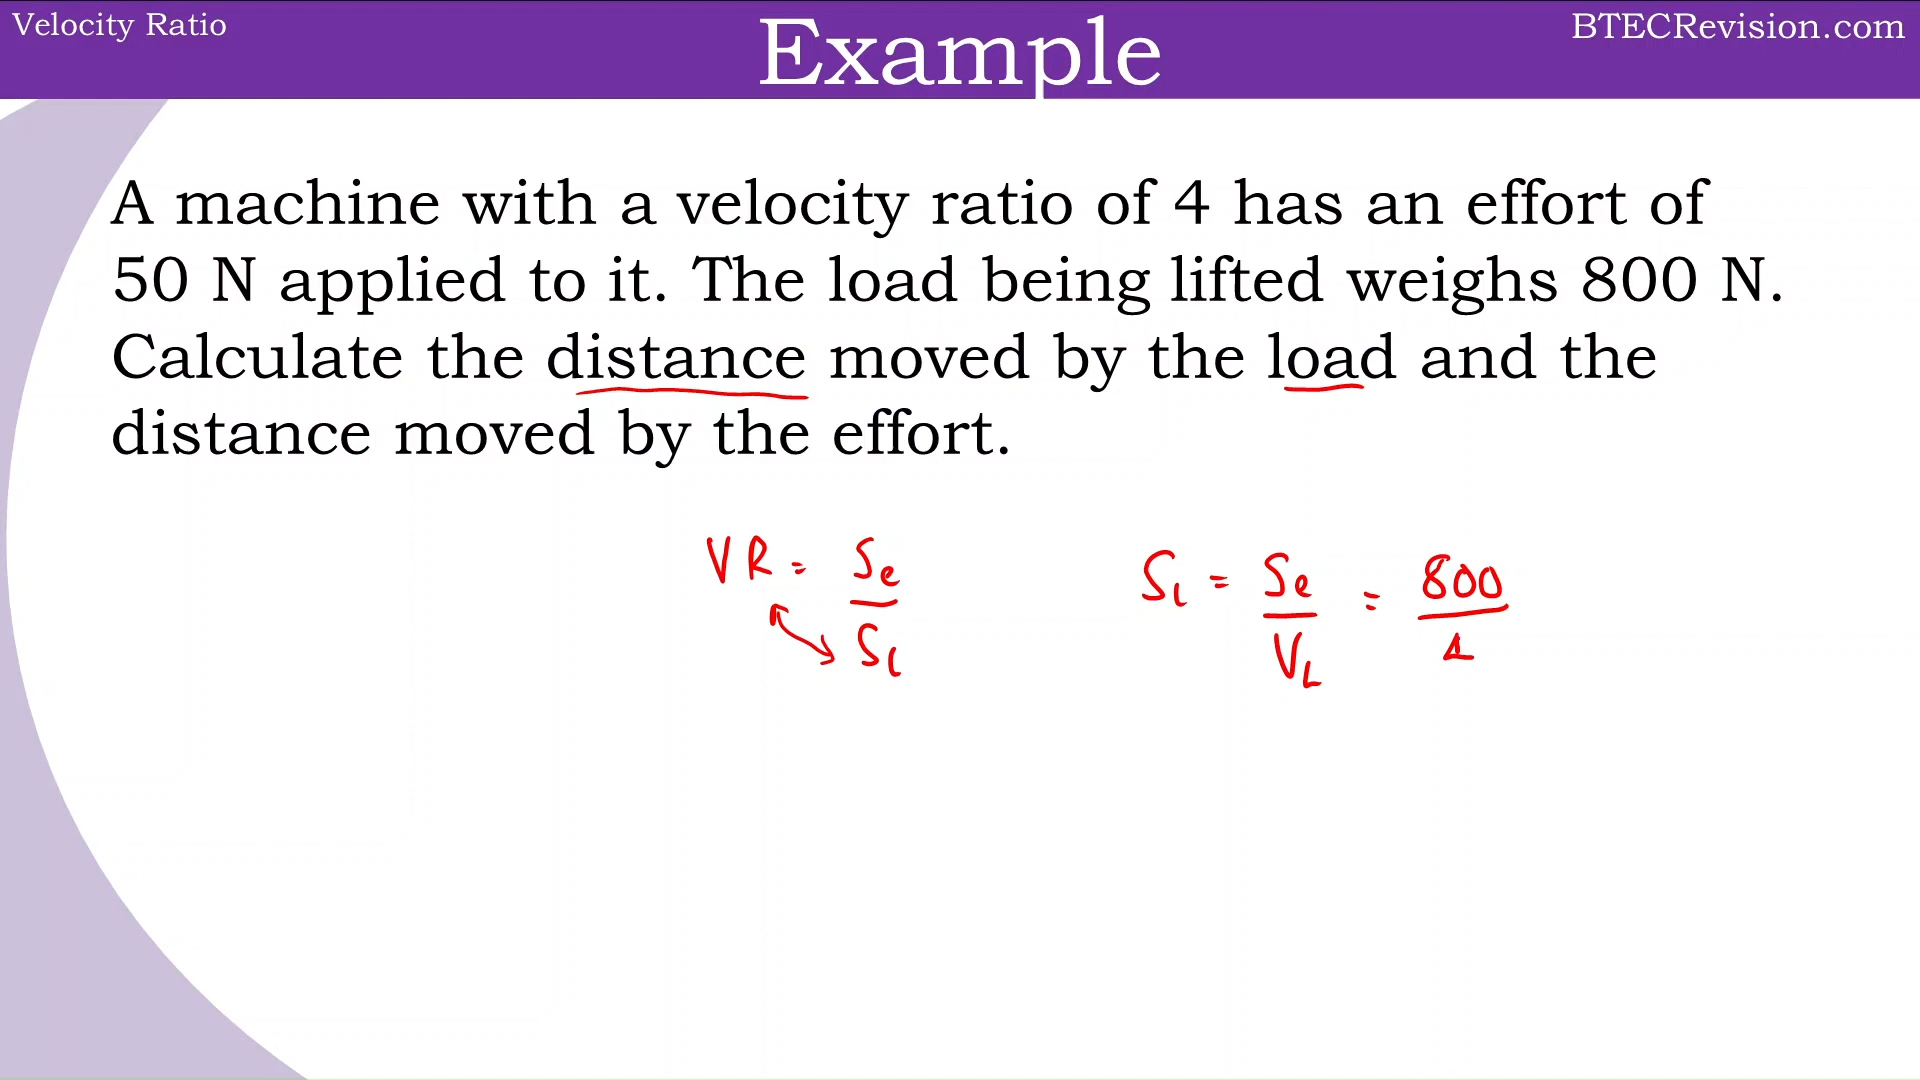 Velocity Ratio
Example
BTECRevision.com
A machine with a velocity ratio of 4 has an effort of
50 N applied to it. The load being lifted weighs 800 N.
Calculate the distance moved by the load and the
distance moved by the effort.
VR = Se / SL
SL = Se / VL = 800 / 4